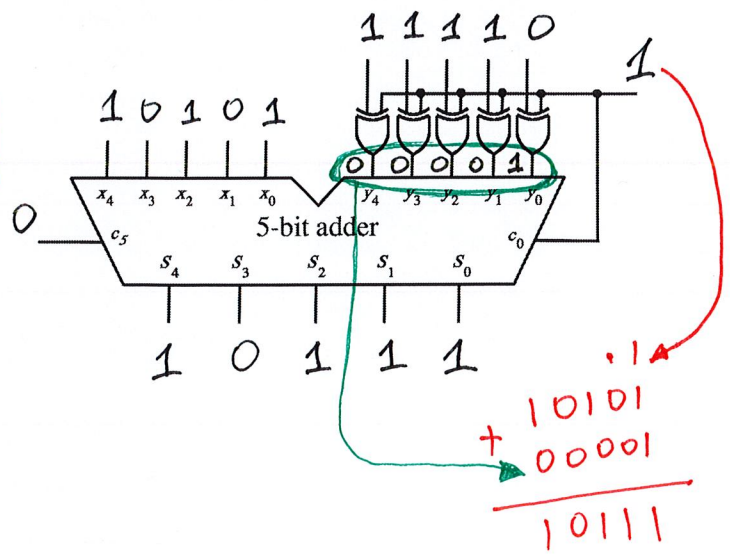 1 1 1 1 0
1
1 0 1 0 1
0 0 0 0 1
x4 x3 x2 x1 x0 y4 y3 y2 y1 y0
0
c5 5-bit adder c0
s4 s3 s2 s1 s0
1 0 1 1 1
. 1
10101
+ 00001
10111